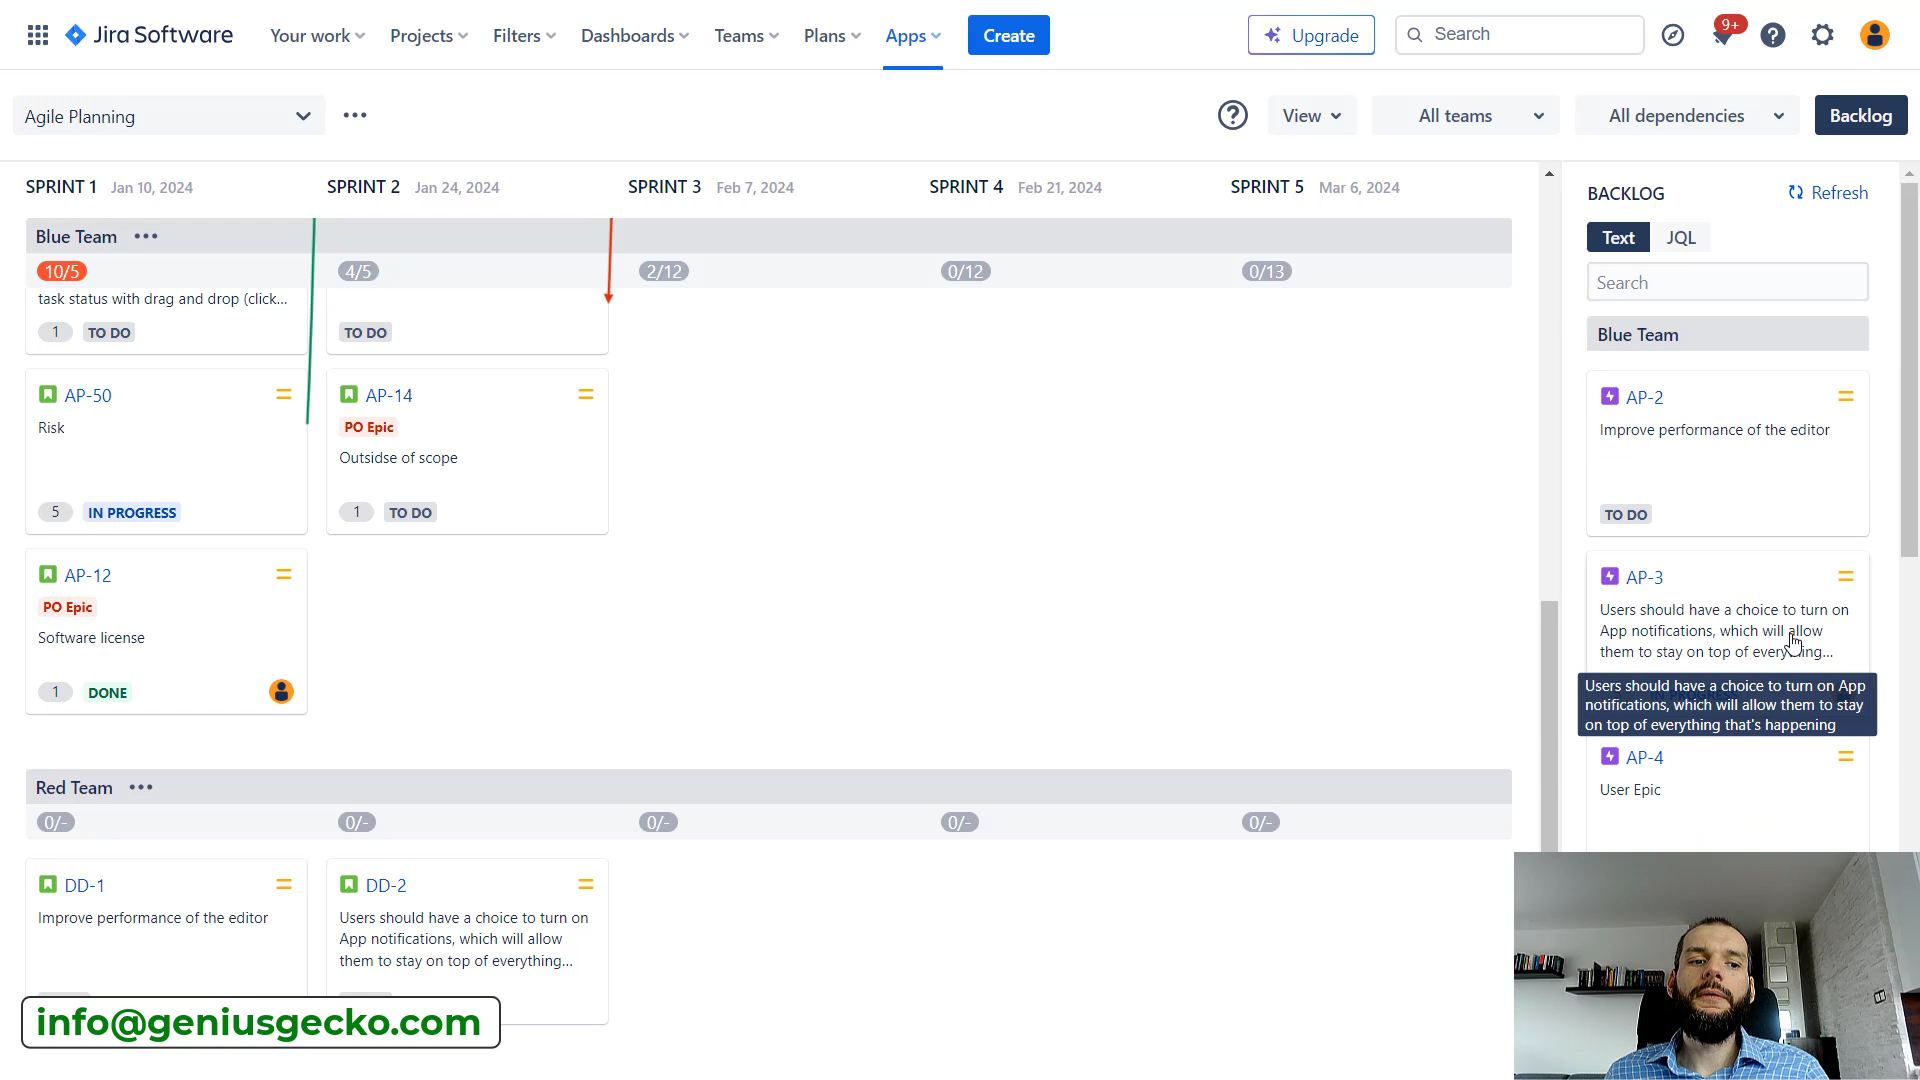 Jira Software
Your work
Projects
Filters
Dashboards
Teams
Plans
Apps
Create
Upgrade
Search
9+
Agile Planning
View
All teams
All dependencies
Backlog
SPRINT 1 Jan 10, 2024
SPRINT 2 Jan 24, 2024
SPRINT 3 Feb 7, 2024
SPRINT 4 Feb 21, 2024
SPRINT 5 Mar 6, 2024
Blue Team
10/5
4/5
2/12
0/12
0/13
task status with drag and drop (click...
1 TO DO
TO DO
AP-50
Risk
5 IN PROGRESS
AP-14
PO Epic
Outsidse of scope
1 TO DO
AP-12
PO Epic
Software license
1 DONE
Red Team
0/-
0/-
0/-
0/-
0/-
DD-1
Improve performance of the editor
DD-2
Users should have a choice to turn on
App notifications, which will allow
them to stay on top of everything...
info@geniusgecko.com
BACKLOG
Refresh
Text
JQL
Search
Blue Team
AP-2
Improve performance of the editor
TO DO
AP-3
Users should have a choice to turn on
App notifications, which will allow
them to stay on top of everything...
Users should have a choice to turn on App
notifications, which will allow them to stay
on top of everything that's happening
AP-4
User Epic